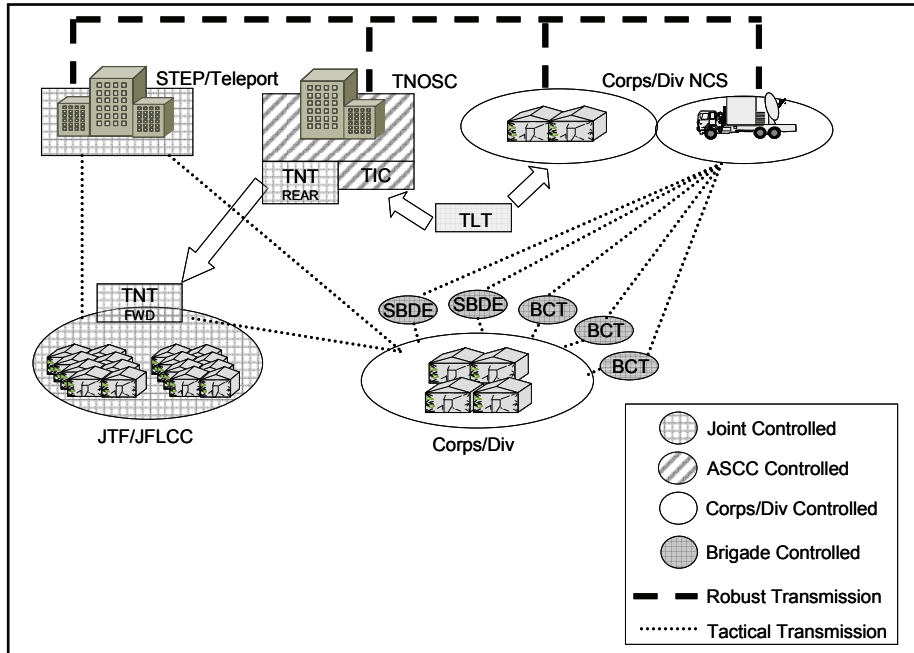 STEP/Teleport
TNOSC
Corps/Div NCS
TNT
REAR
TIC
TLT
TNT
FWD
SBDE
SBDE
BCT
BCT
BCT
JTF/JFLCC
Corps/Div
Joint Controlled
ASCC Controlled
Corps/Div Controlled
Brigade Controlled
Robust Transmission
Tactical Transmission